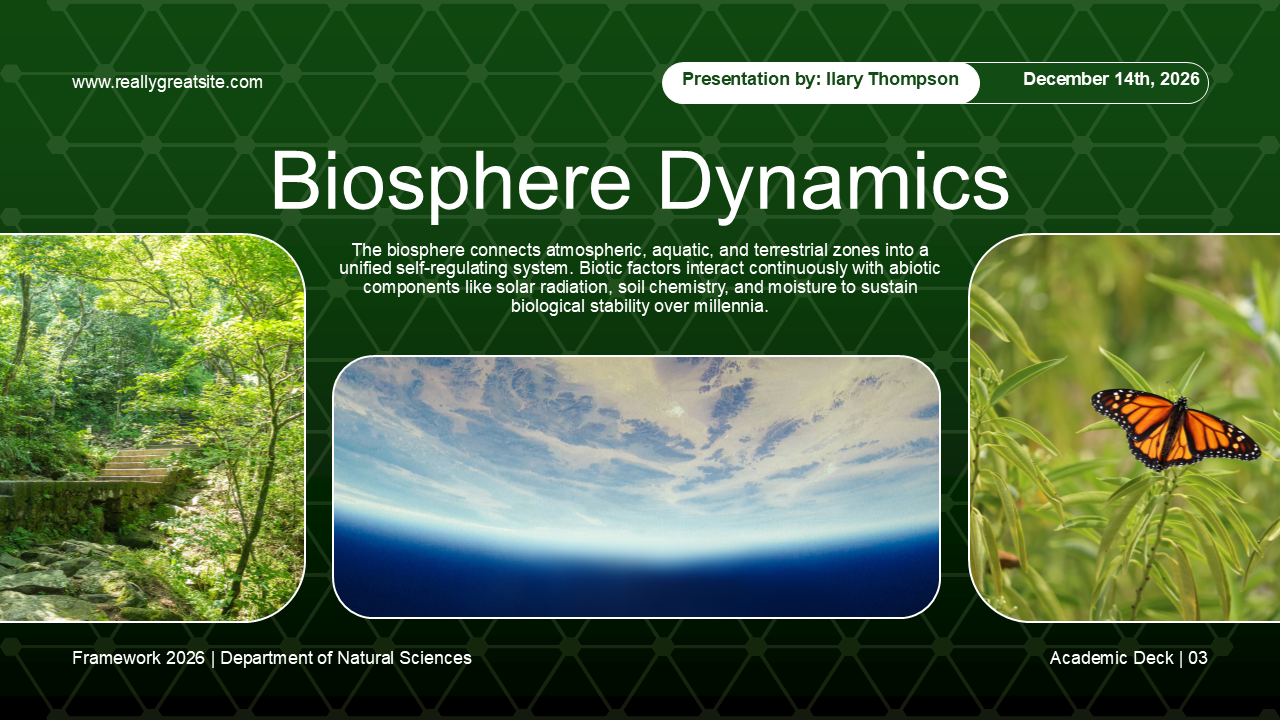 www.reallygreatsite.com
Presentation by: Ilary Thompson
December 14th, 2026
Biosphere Dynamics
The biosphere connects atmospheric, aquatic, and terrestrial zones into a
unified self-regulating system. Biotic factors interact continuously with abiotic
components like solar radiation, soil chemistry, and moisture to sustain
biological stability over millennia.
Framework 2026 | Department of Natural Sciences
Academic Deck | 03